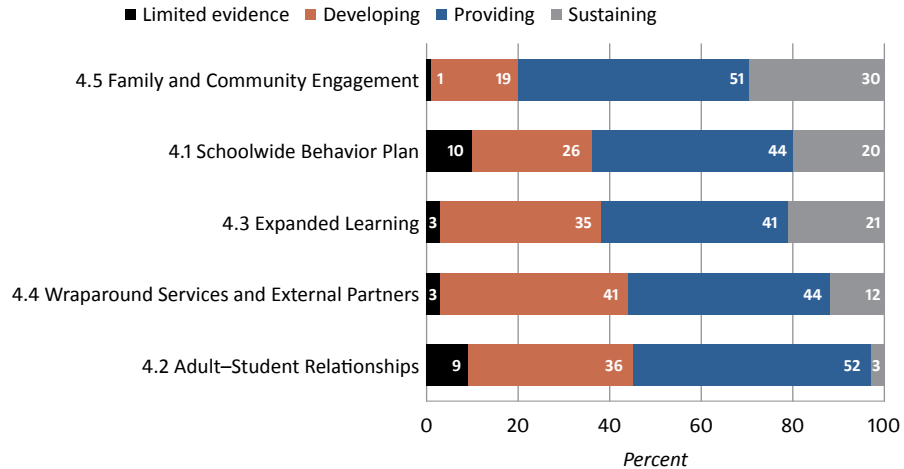 Limited evidence Developing Providing Sustaining
4.5 Family and Community Engagement 1 19 51 30
4.1 Schoolwide Behavior Plan 10 26 44 20
4.3 Expanded Learning 3 35 41 21
4.4 Wraparound Services and External Partners 3 41 44 12
4.2 Adult–Student Relationships 9 36 52 3
0 20 40 60 80 100
Percent